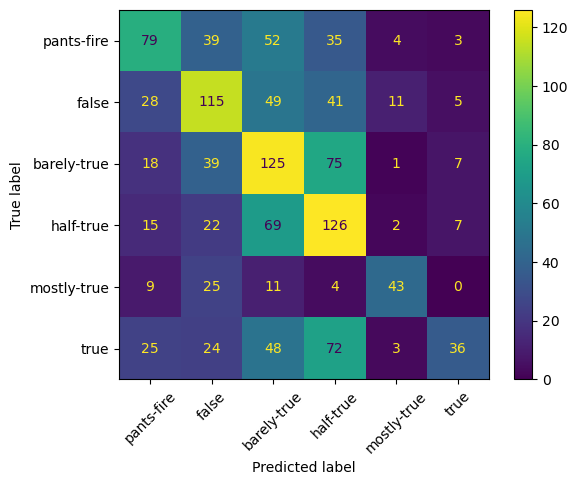 pants-fire 79 39 52 35 4 3
false 28 115 49 41 11 5
barely-true 18 39 125 75 1 7
half-true 15 22 69 126 2 7
mostly-true 9 25 11 4 43 0
true 25 24 48 72 3 36
True label
pants-fire false barely-true half-true mostly-true true
Predicted label
120
100
80
60
40
20
0